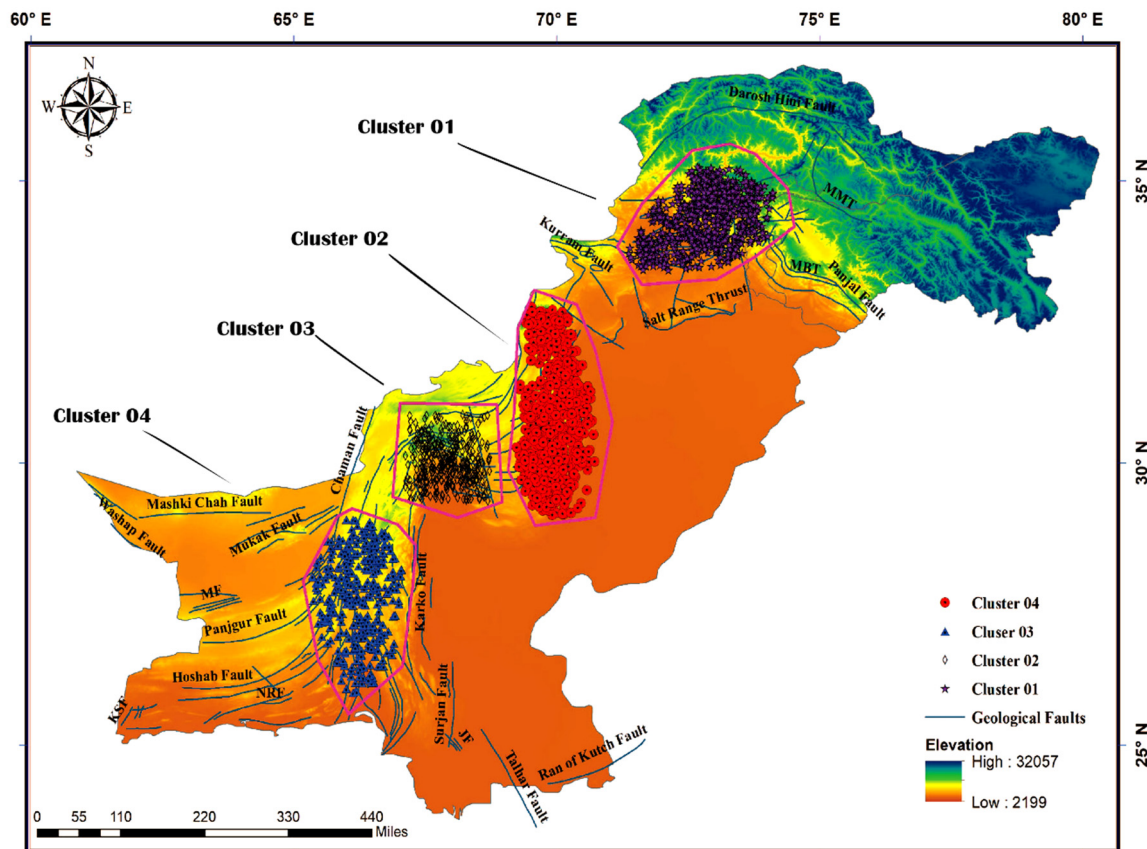 60° E 65° E 70° E 75° E 80° E
N
W E
S
Darosh Hini Fault
Cluster 01
35° N
MMT
Cluster 02
Kurram Fault
MBT
Panjal Fault
Salt Range Thrust
Cluster 03
Cluster 04
Chaman Fault
30° N
Mashki Chah Fault
Washap Fault
Mukak Fault
MF
Karko Fault
Panjgur Fault
Hoshab Fault
NRF
KSF
Surjan Fault
JF
Talhar Fault
Ran of Kutch Fault
25° N
Cluster 04
Cluser 03
Cluster 02
Cluster 01
Geological Faults
Elevation
High : 32057
Low : 2199
0 55 110 220 330 440
Miles